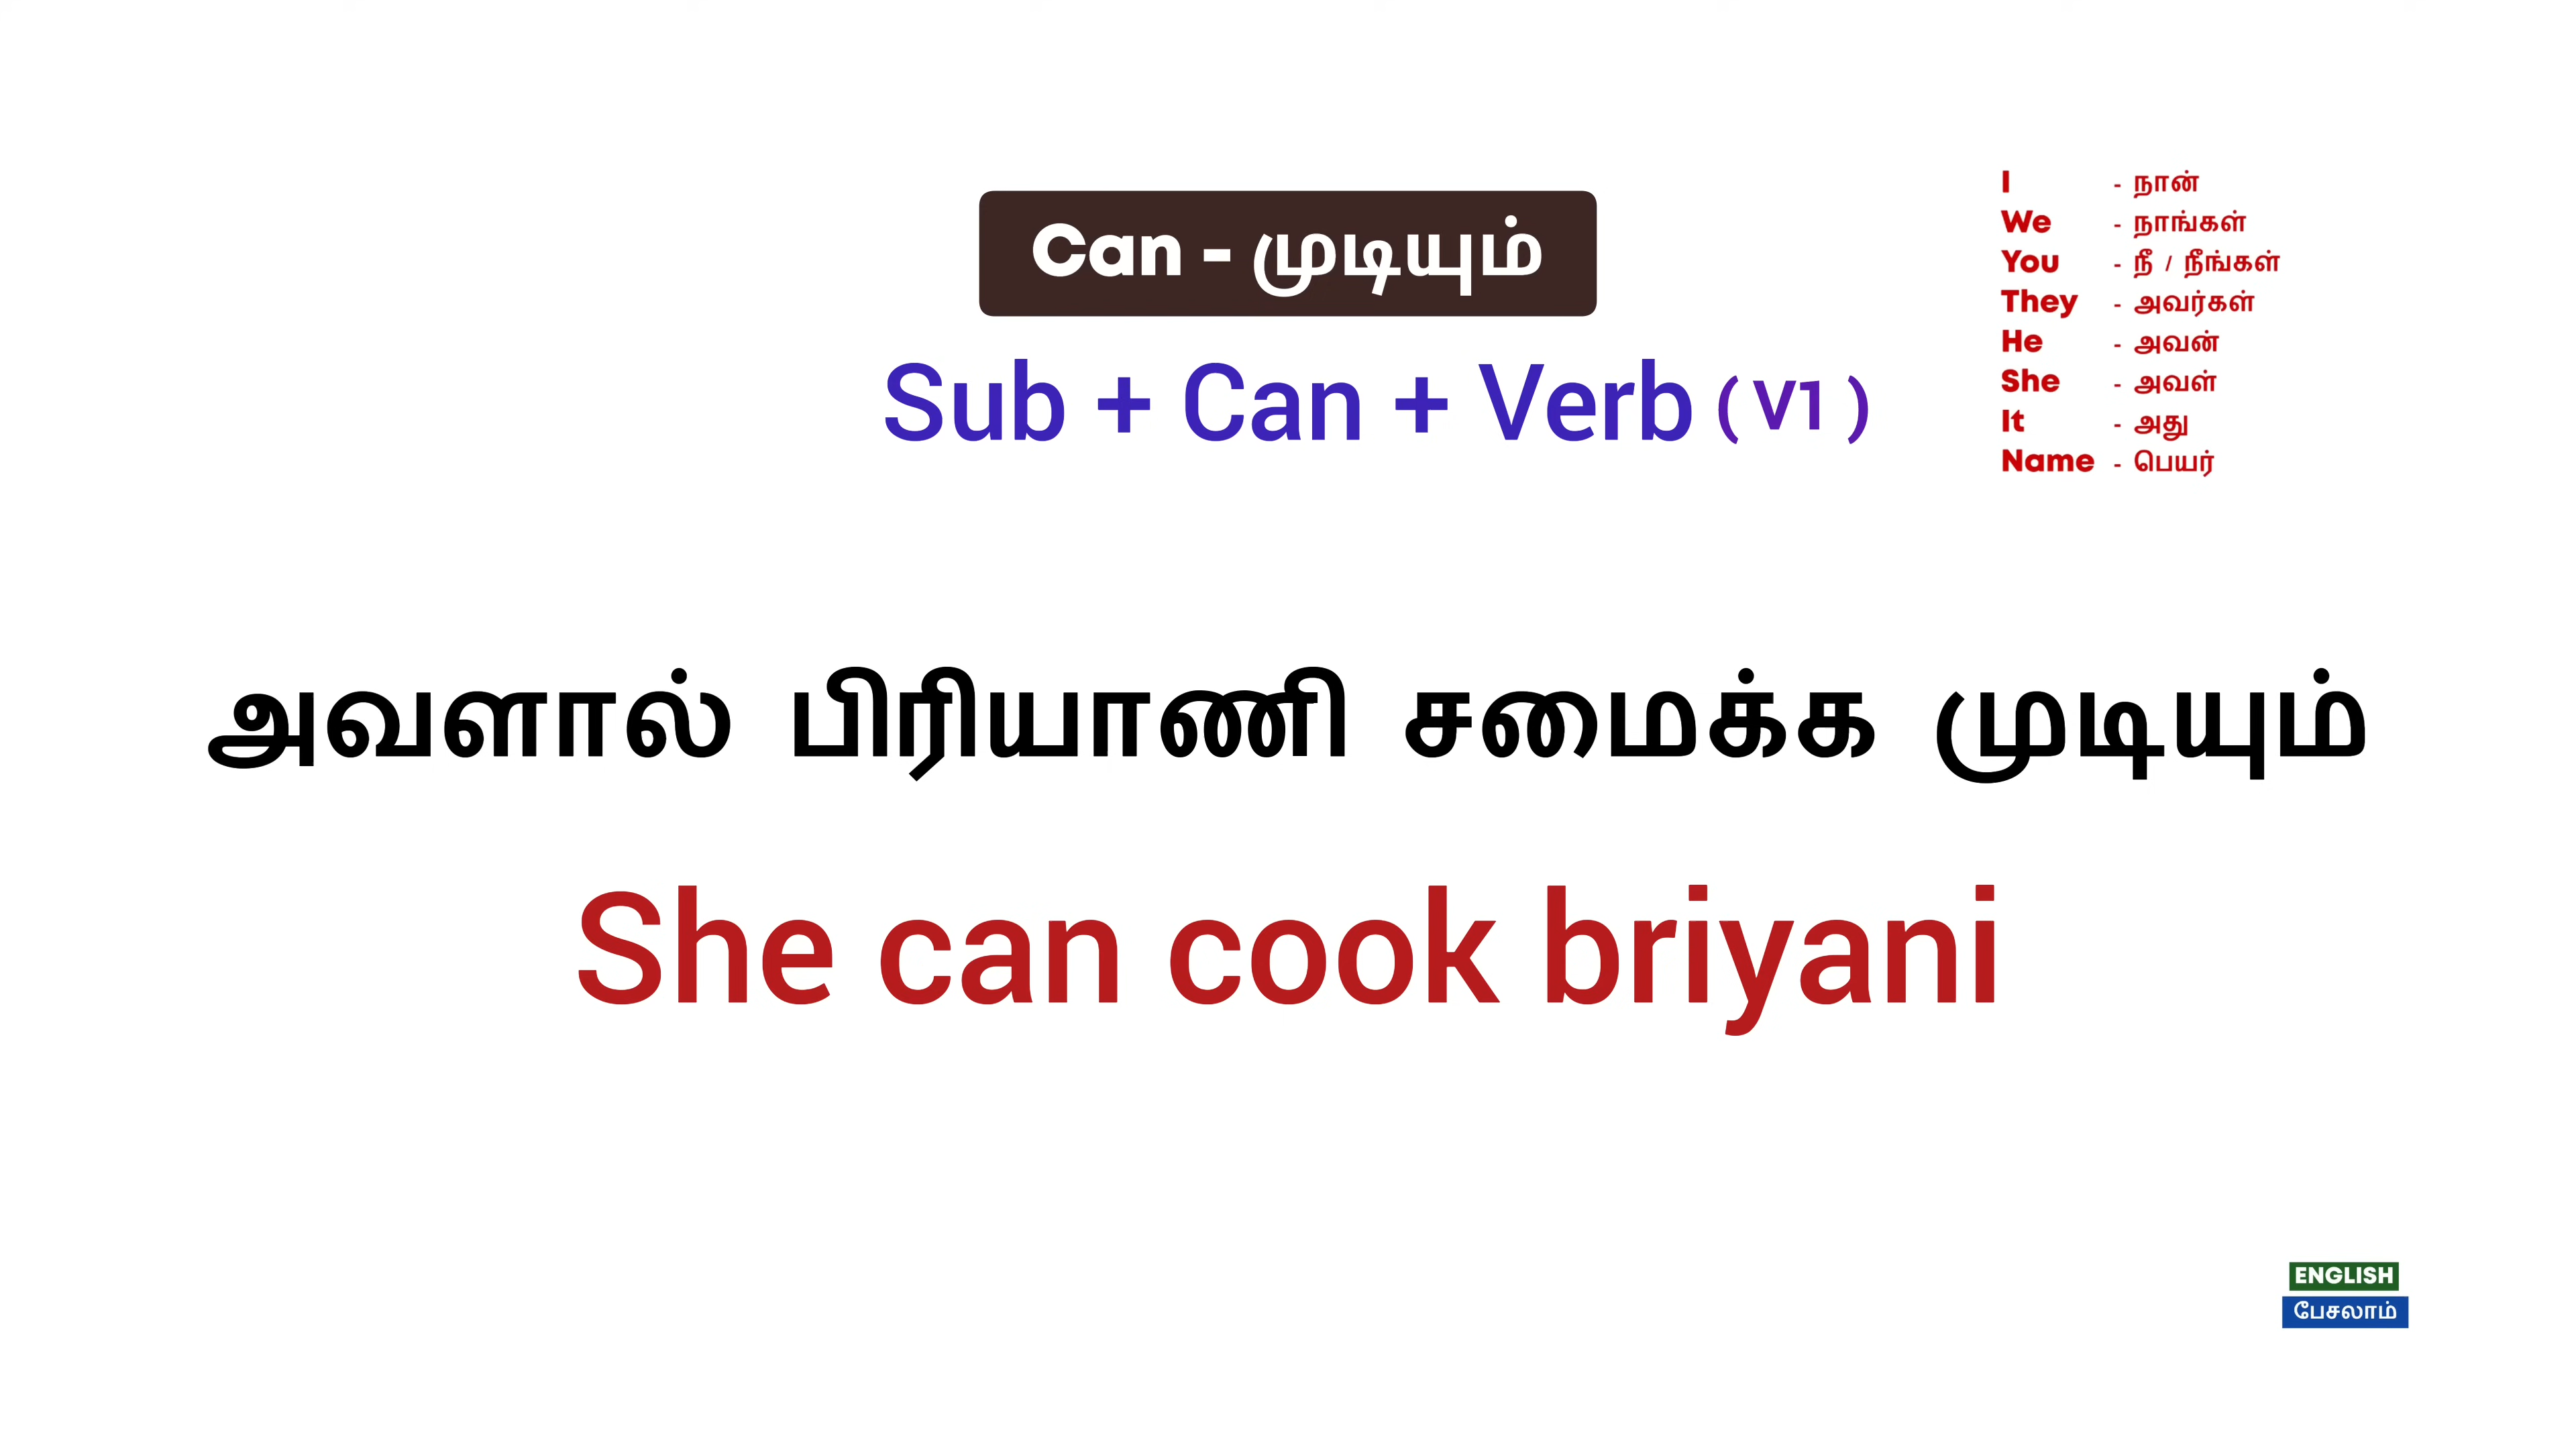 Can - முடியும்
Sub + Can + Verb ( V1 )
I - நான்
We - நாங்கள்
You - நீ / நீங்கள்
They - அவர்கள்
He - அவன்
She - அவள்
It - அது
Name - பெயர்
அவளால் பிரியாணி சமைக்க முடியும்
She can cook briyani
ENGLISH
பேசலாம்